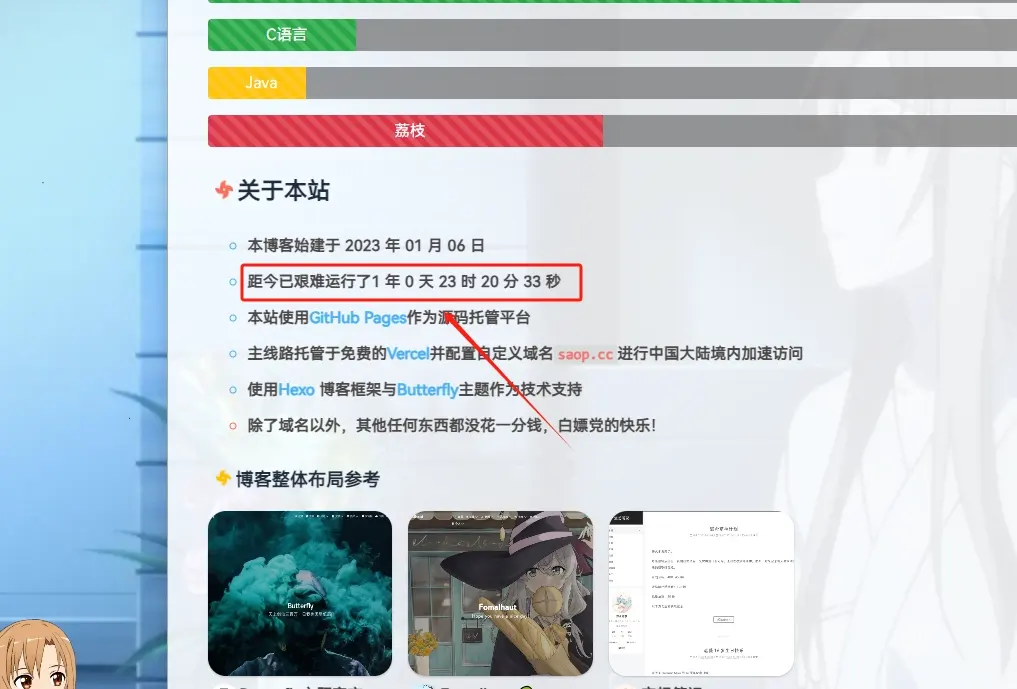 C语言
Java
荔枝
关于本站
本博客始建于 2023 年 01 月 06 日
距今已艰难运行了1 年 0 天 23 时 20 分 33 秒
本站使用GitHub Pages作为源码托管平台
主线路托管于免费的Vercel并配置自定义域名 saop.cc 进行中国大陆境内加速访问
使用Hexo 博客框架与Butterfly主题作为技术支持
除了域名以外，其他任何东西都没花一分钱，白嫖党的快乐！
博客整体布局参考
Butterfly
Fomalhaut